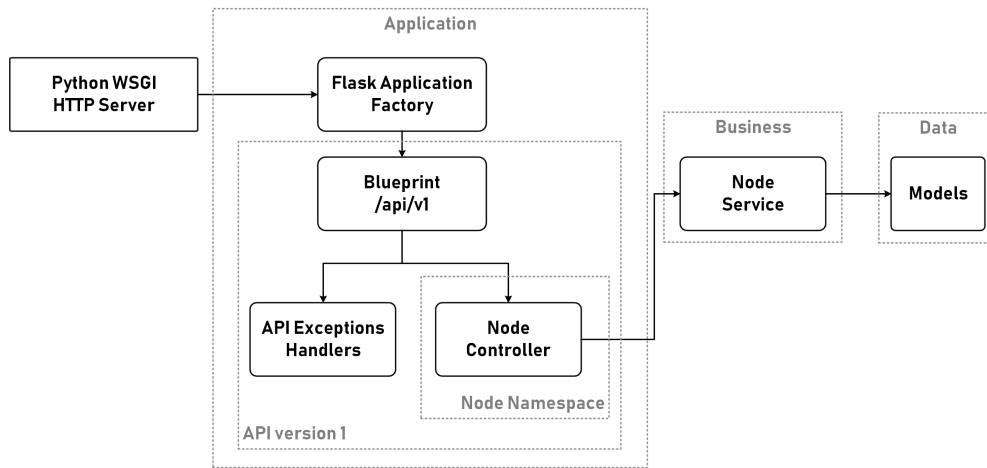 Application
Python WSGI
HTTP Server
Flask Application
Factory
Business
Data
Blueprint
/api/v1
Node
Service
Models
API Exceptions
Handlers
Node
Controller
Node Namespace
API version 1